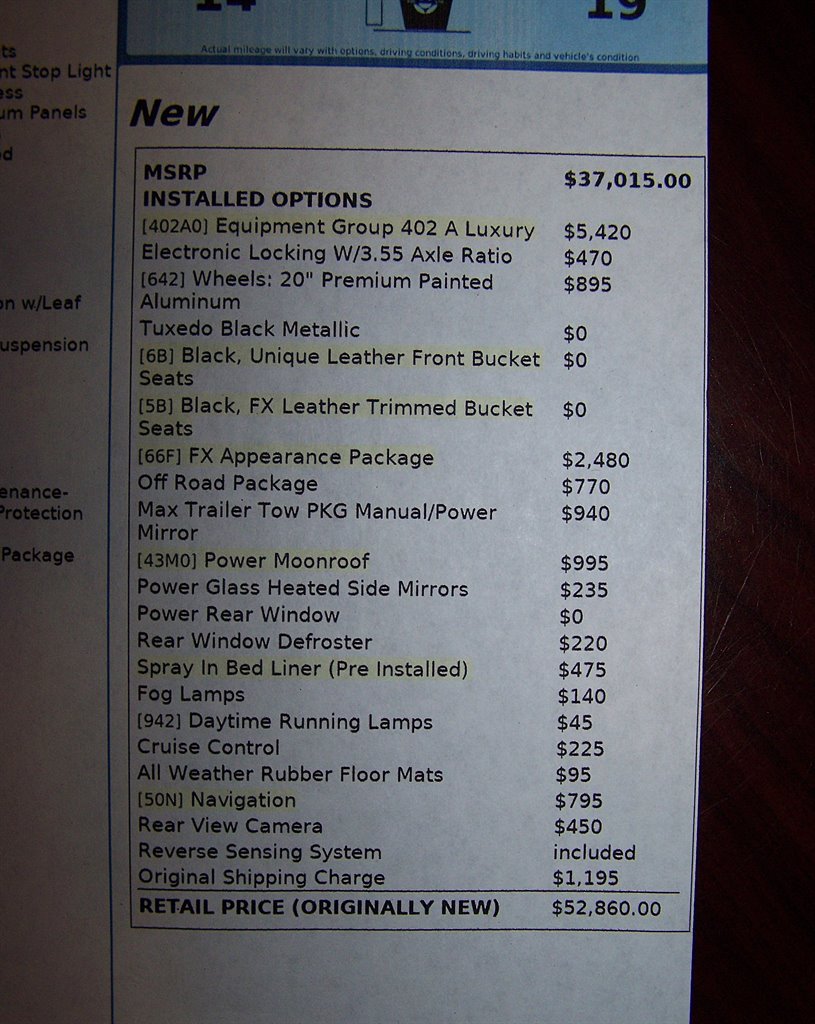 14 19
Actual mileage will vary with options, driving conditions, driving habits and vehicle's condition
ts
nt Stop Light
ess
um Panels
d
on w/Leaf
uspension
enance-
Protection
Package
New
MSRP $37,015.00
INSTALLED OPTIONS
[402A0] Equipment Group 402 A Luxury $5,420
Electronic Locking W/3.55 Axle Ratio $470
[642] Wheels: 20" Premium Painted $895
Aluminum
Tuxedo Black Metallic $0
[6B] Black, Unique Leather Front Bucket $0
Seats
[5B] Black, FX Leather Trimmed Bucket $0
Seats
[66F] FX Appearance Package $2,480
Off Road Package $770
Max Trailer Tow PKG Manual/Power $940
Mirror
[43M0] Power Moonroof $995
Power Glass Heated Side Mirrors $235
Power Rear Window $0
Rear Window Defroster $220
Spray In Bed Liner (Pre Installed) $475
Fog Lamps $140
[942] Daytime Running Lamps $45
Cruise Control $225
All Weather Rubber Floor Mats $95
[50N] Navigation $795
Rear View Camera $450
Reverse Sensing System included
Original Shipping Charge $1,195
RETAIL PRICE (ORIGINALLY NEW) $52,860.00